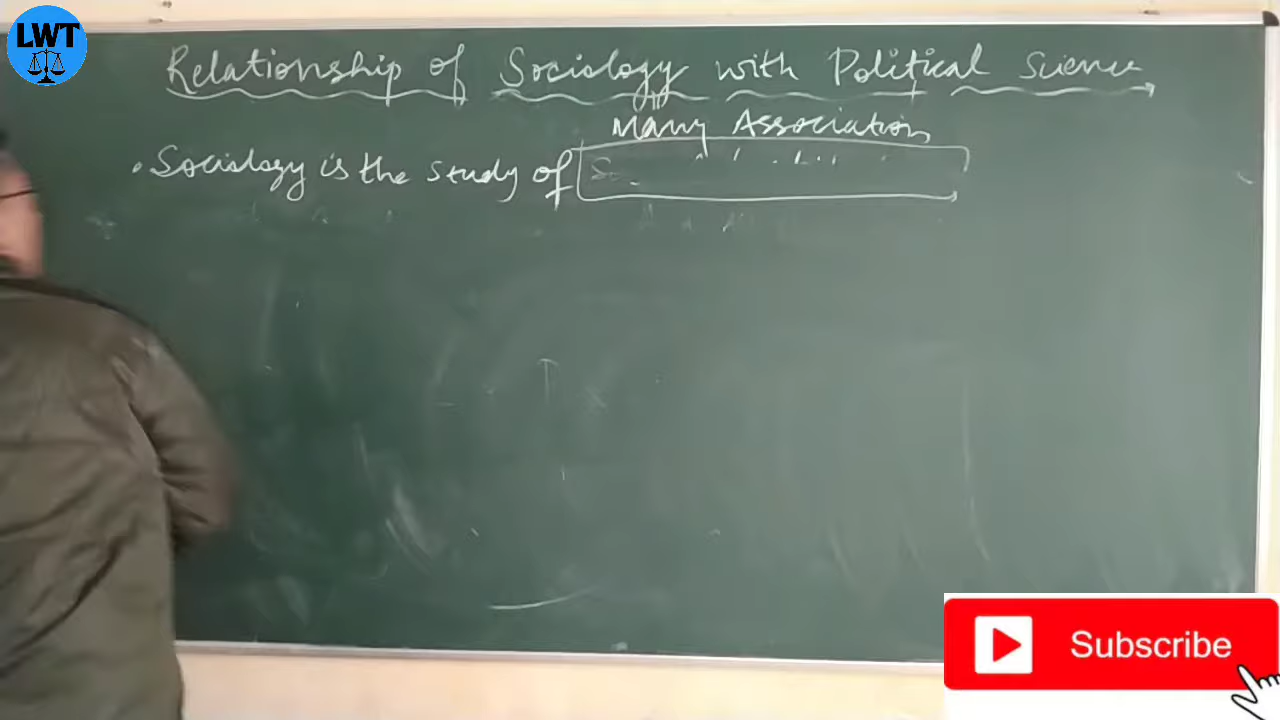 LWT
Relationship of Sociology with Political Science
Many Association
• Sociology is the study of
Subscribe